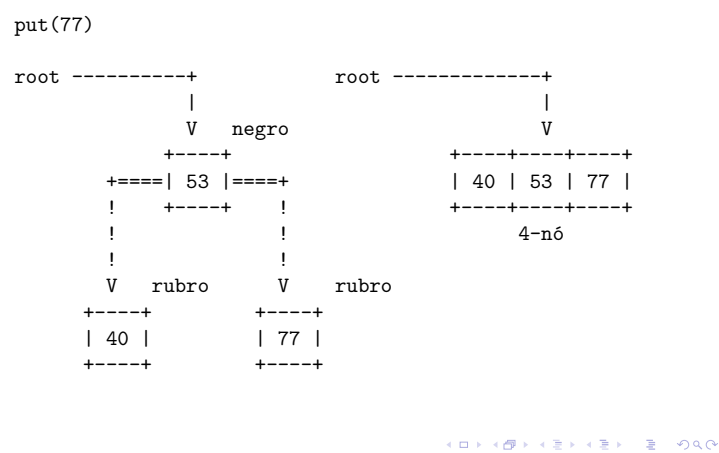 put(77)
root ----------+                root -------------+
|                                    |
V   negro                            V
+----+                       +----+----+----+
+====| 53 |====+                  | 40 | 53 | 77 |
!    +----+    !                  +----+----+----+
!              !                        4-nó
!              !
V   rubro      V    rubro
+----+         +----+
| 40 |         | 77 |
+----+         +----+